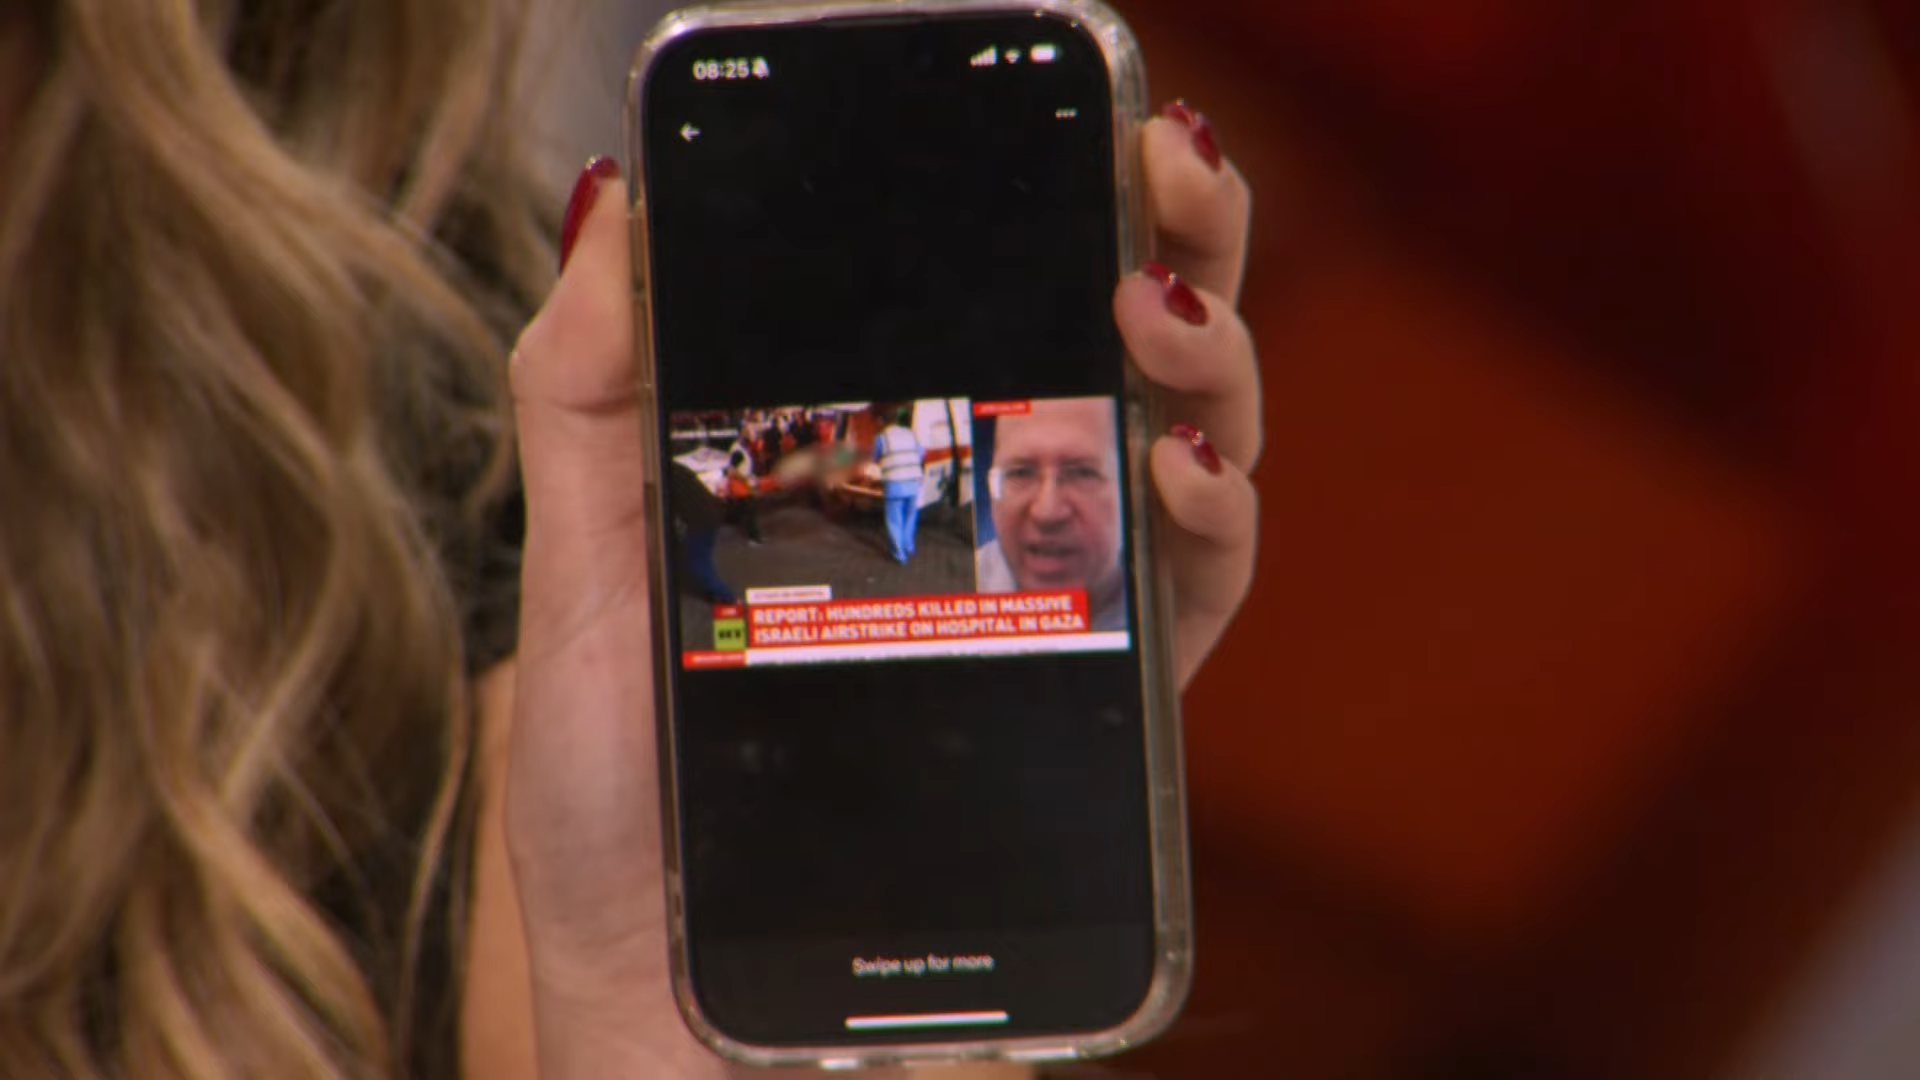 08:25
REPORT: HUNDREDS KILLED IN MASSIVE
ISRAELI AIRSTRIKE ON HOSPITAL IN GAZA
RT
Swipe up for more